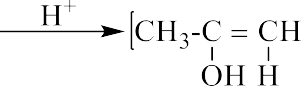 H⁺
[CH₃-C = CH
OH H